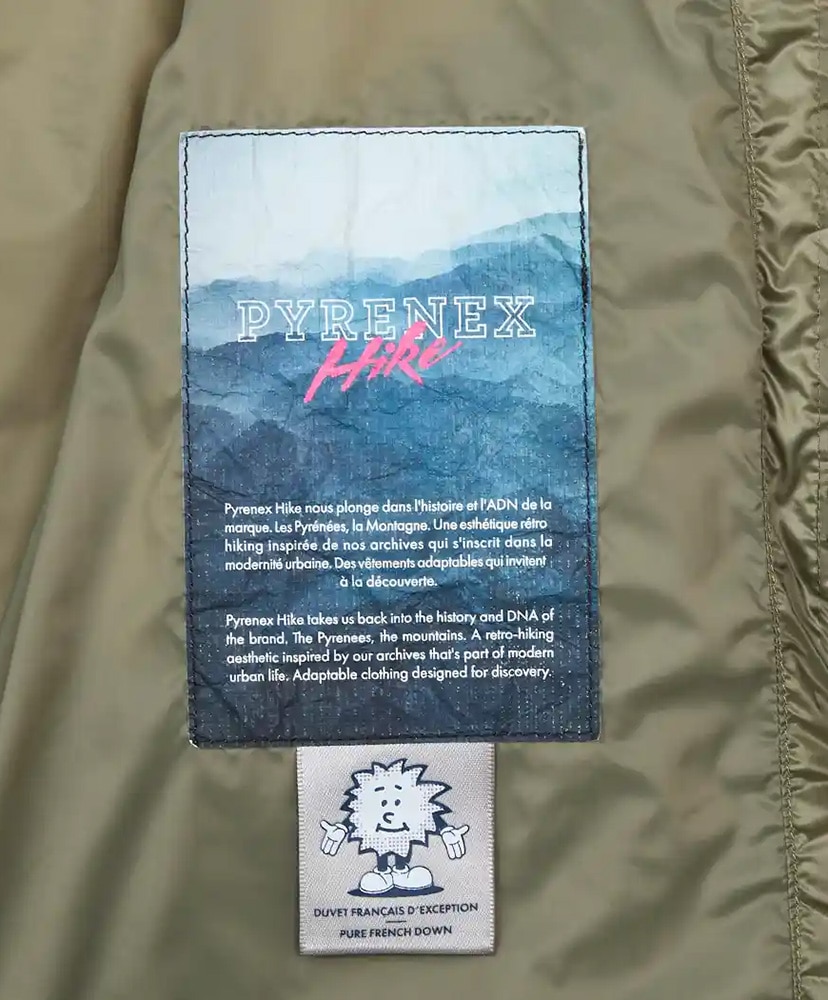 PYRENEX
Hike
Pyrenex Hike nous plonge dans l'histoire et l'ADN de la
marque. Les Pyrénées, la Montagne. Une esthétique rétro
hiking inspirée de nos archives qui s'inscrit dans la
modernité urbaine. Des vêtements adaptables qui invitent
à la découverte.
Pyrenex Hike takes us back into the history and DNA of
the brand. The Pyrenees, the mountains. A retro-hiking
aesthetic inspired by our archives that's part of modern
urban life. Adaptable clothing designed for discovery.
DUVET FRANÇAIS D'EXCEPTION
PURE FRENCH DOWN